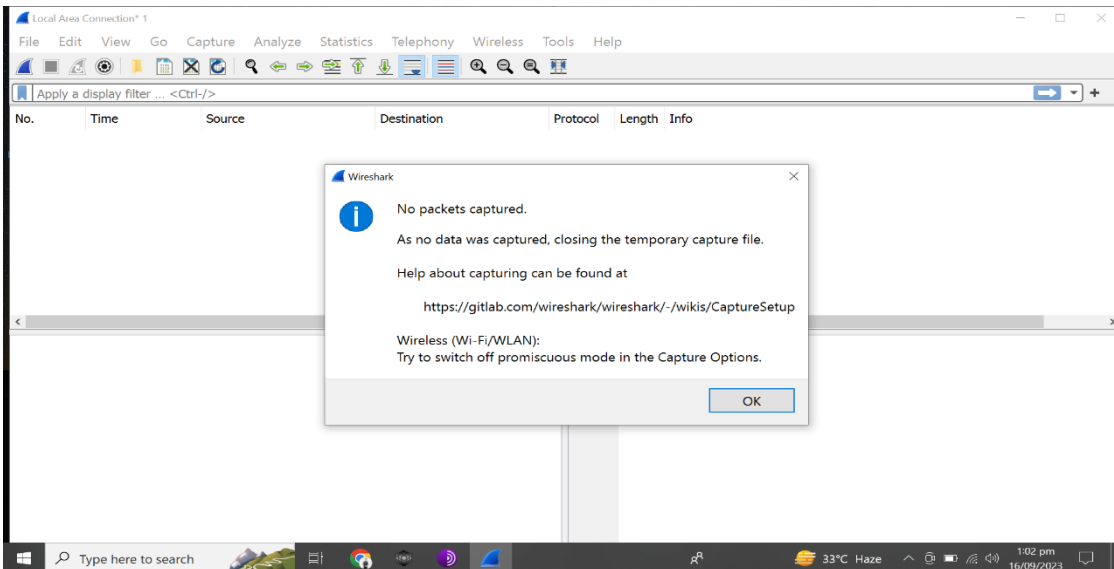 Local Area Connection* 1
File Edit View Go Capture Analyze Statistics Telephony Wireless Tools Help
Apply a display filter ... <Ctrl-/>
No. Time Source Destination Protocol Length Info
Wireshark
No packets captured.
As no data was captured, closing the temporary capture file.
Help about capturing can be found at
https://gitlab.com/wireshark/wireshark/-/wikis/CaptureSetup
Wireless (Wi-Fi/WLAN):
Try to switch off promiscuous mode in the Capture Options.
OK
Type here to search
33°C Haze
1:02 pm
16/09/2023